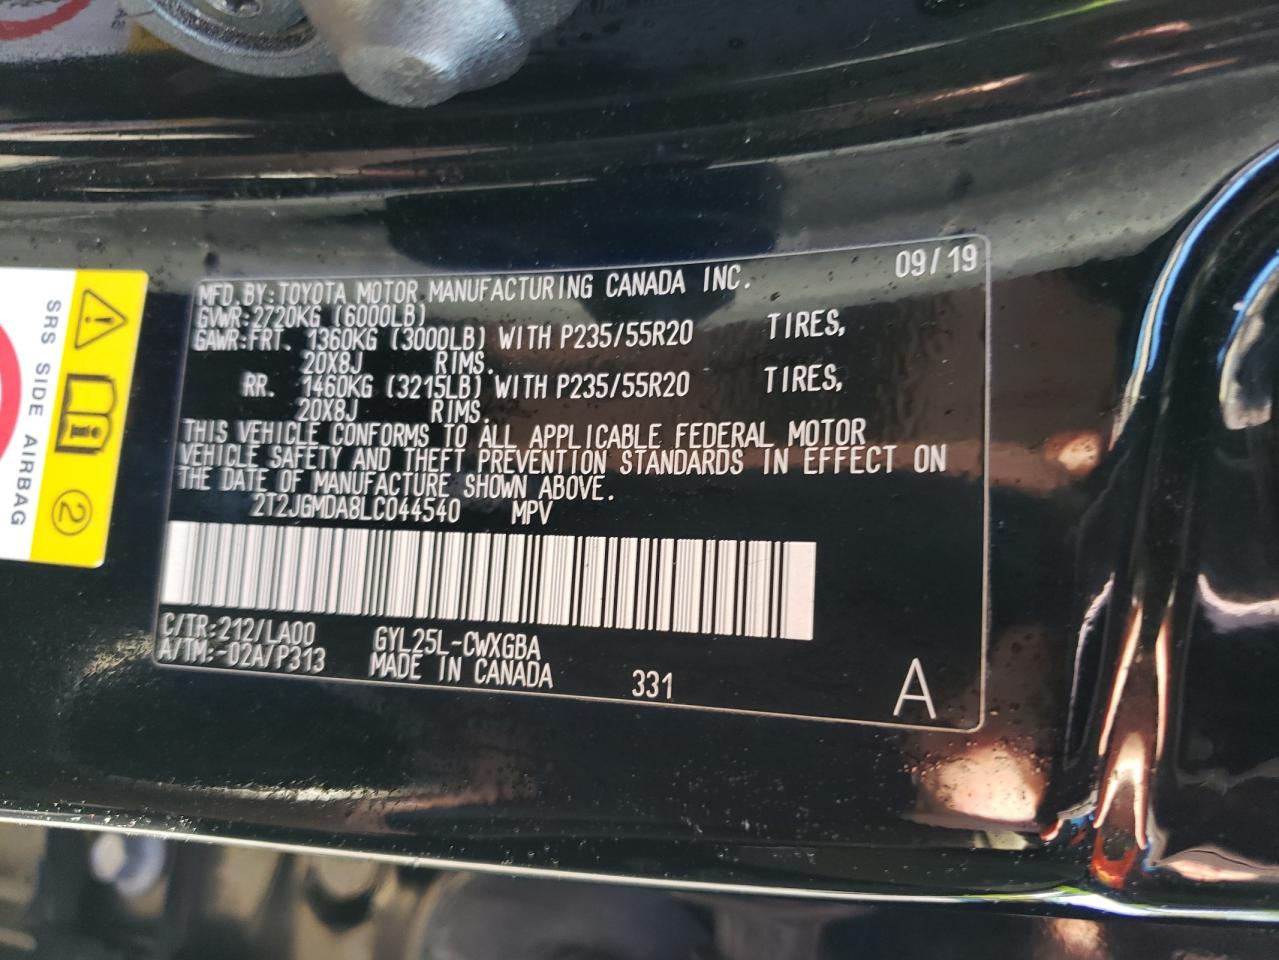 09/19
MFD.BY:TOYOTA MOTOR MANUFACTURING CANADA INC.
GVWR:2720KG (6000LB)
GAWR:FRT. 1360KG (3000LB) WITH P235/55R20 TIRES,
20X8J RIMS.
RR. 1460KG (3215LB) WITH P235/55R20 TIRES,
20X8J RIMS.
THIS VEHICLE CONFORMS TO ALL APPLICABLE FEDERAL MOTOR
VEHICLE SAFETY AND THEFT PREVENTION STANDARDS IN EFFECT ON
THE DATE OF MANUFACTURE SHOWN ABOVE.
2T2JGMDA8LC044540 MPV
C/TR:212/LA00 GYL25L-CWXGBA
A/TM:-02A/P313 MADE IN CANADA
331
A
SRS SIDE AIRBAG
2